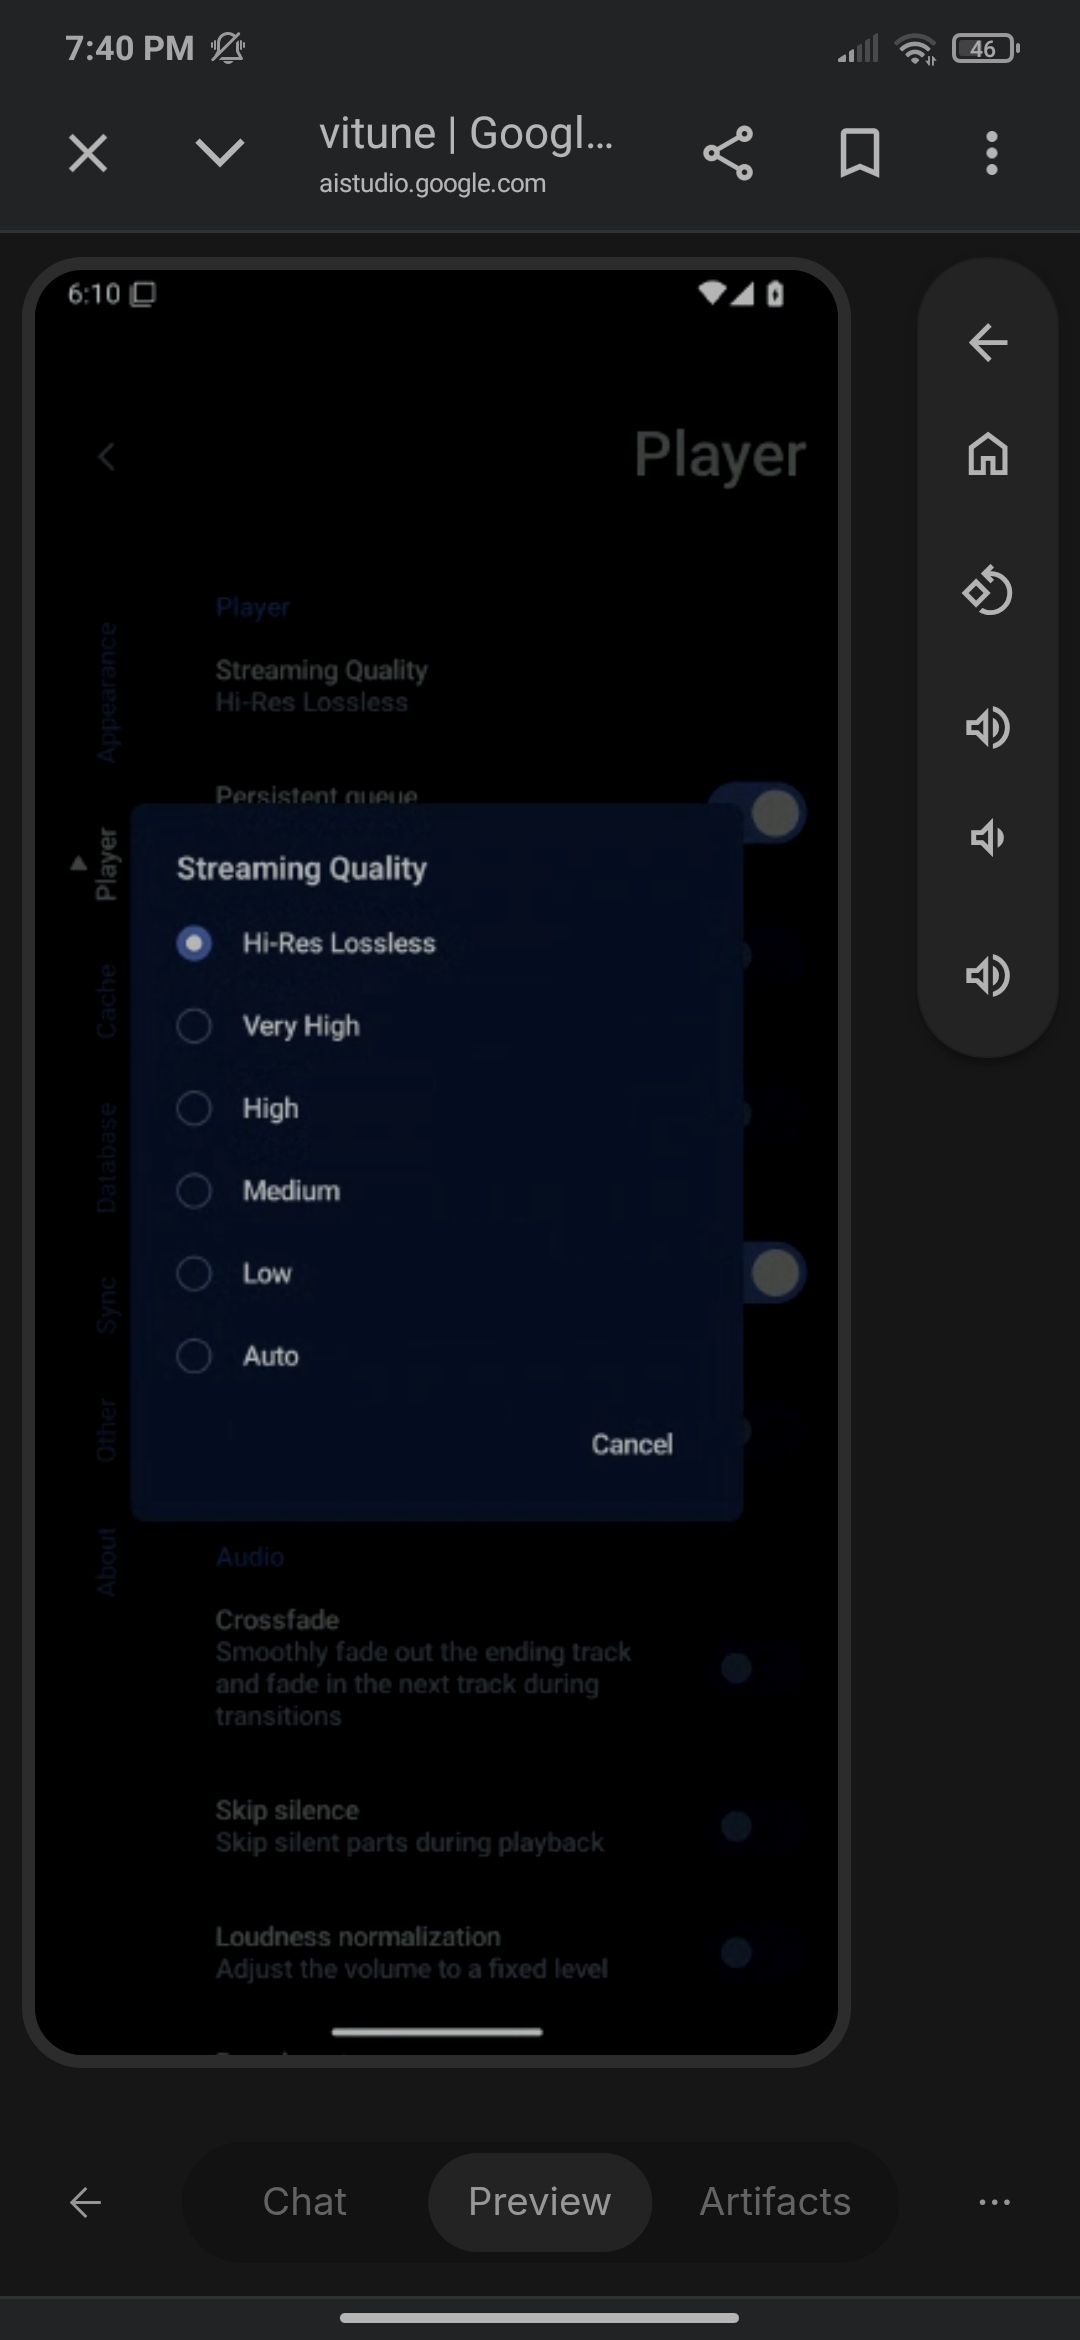 7:40 PM
46
vitune | Googl...
aistudio.google.com
6:10
Player
Player
Streaming Quality
Hi-Res Lossless
Persistent queue
Appearance
Player
Cache
Database
Sync
Other
About
Streaming Quality
Hi-Res Lossless
Very High
High
Medium
Low
Auto
Cancel
Audio
Crossfade
Smoothly fade out the ending track
and fade in the next track during
transitions
Skip silence
Skip silent parts during playback
Loudness normalization
Adjust the volume to a fixed level
Chat
Preview
Artifacts